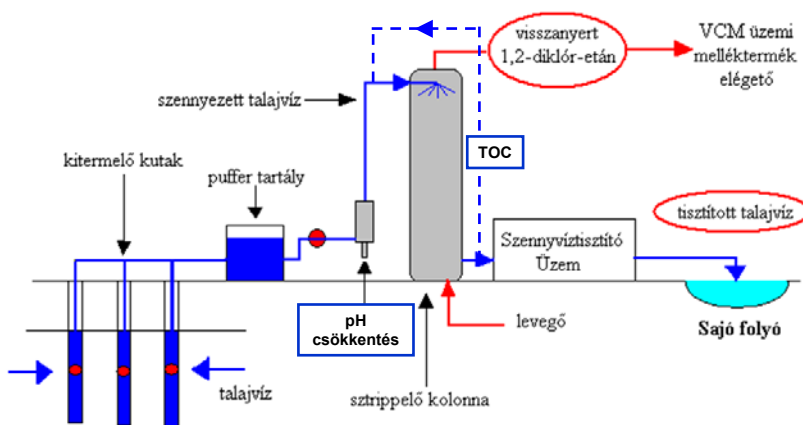 visszanyert
1,2-diklór-etán
VCM üzemi
melléktermék
elégető
szennyezett talajvíz
TOC
kitermelő kutak
puffer tartály
tisztított talajvíz
Szennyvíztisztító
Üzem
pH
csökkentés
levegő
Sajó folyó
talajvíz
sztrippelő kolonna